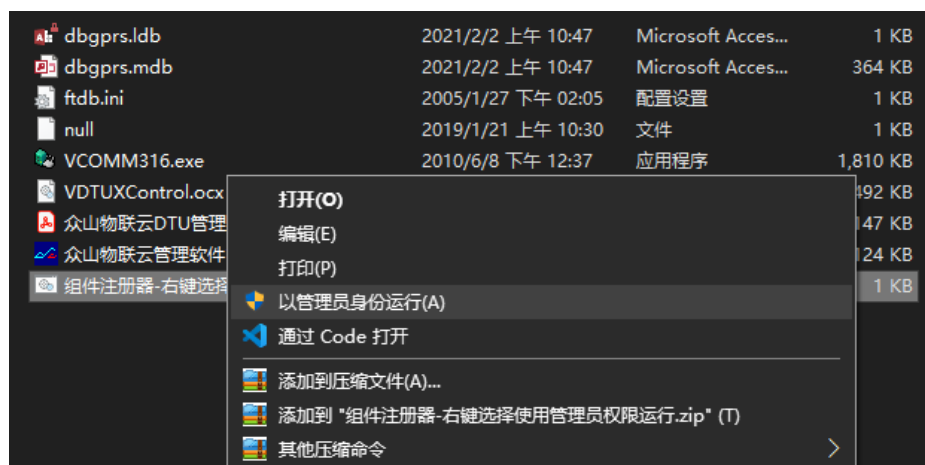 dbgprs.ldb 2021/2/2 上午 10:47 Microsoft Acces... 1 KB
dbgprs.mdb 2021/2/2 上午 10:47 Microsoft Acces... 364 KB
ftdb.ini 2005/1/27 下午 02:05 配置设置 1 KB
null 2019/1/21 上午 10:30 文件 1 KB
VCOMM316.exe 2010/6/8 下午 12:37 应用程序 1,810 KB
VDTUXControl.ocx 492 KB
众山物联云DTU管理 147 KB
众山物联云管理软件 124 KB
组件注册器-右键选择 1 KB
打开(O)
编辑(E)
打印(P)
以管理员身份运行(A)
通过 Code 打开
添加到压缩文件(A)...
添加到 "组件注册器-右键选择使用管理员权限运行.zip" (T)
其他压缩命令